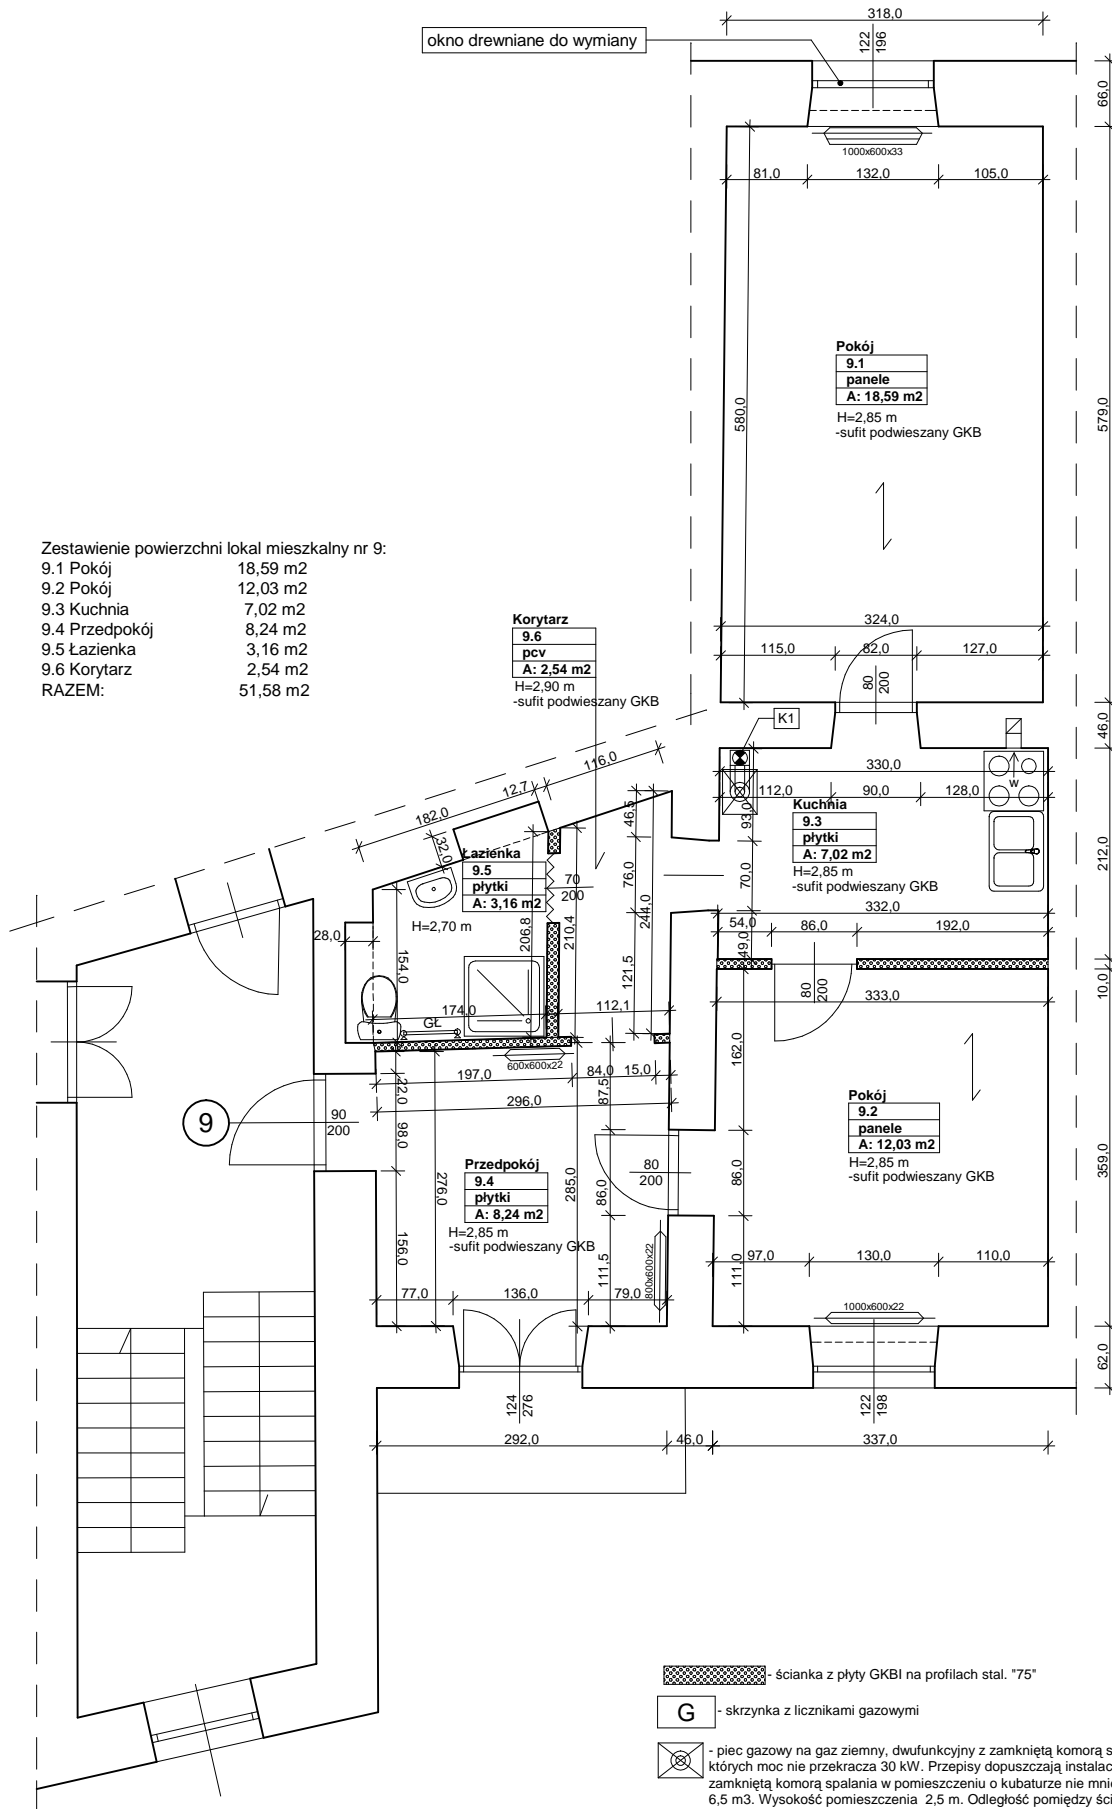 318,0
okno drewniane do wymiany
122
196
66,0
1000x600x33
81,0
132,0
105,0
Pokój
9.1
panele
A: 18,59 m2
H=2,85 m
-sufit podwieszany GKB
580,0
579,0
Zestawienie powierzchni lokal mieszkalny nr 9:
9.1 Pokój 18,59 m2
9.2 Pokój 12,03 m2
9.3 Kuchnia 7,02 m2
9.4 Przedpokój 8,24 m2
9.5 Łazienka 3,16 m2
9.6 Korytarz 2,54 m2
RAZEM: 51,58 m2
Korytarz
9.6
pcv
A: 2,54 m2
H=2,90 m
-sufit podwieszany GKB
324,0
115,0
82,0
127,0
80
200
46,0
K1
116,0
12,7
182,0
32,0
46,5
330,0
112,0
90,0
128,0
w
93,0
Kuchnia
9.3
płytki
A: 7,02 m2
H=2,85 m
-sufit podwieszany GKB
212,0
Łazienka
9.5
płytki
A: 3,16 m2
H=2,70 m
70
200
76,0
70,0
244,0
206,8
210,4
332,0
54,0
86,0
192,0
49,0
28,0
154,0
121,5
10,0
80
200
333,0
174,0
112,1
GŁ
600x600x22
197,0
84,0
15,0
22,0
87,5
162,0
296,0
9
90
200
98,0
Pokój
9.2
panele
A: 12,03 m2
H=2,85 m
-sufit podwieszany GKB
Przedpokój
9.4
płytki
A: 8,24 m2
H=2,85 m
-sufit podwieszany GKB
276,0
285,0
86,0
80
200
86,0
359,0
156,0
111,5
800x600x22
111,0
97,0
130,0
110,0
77,0
136,0
79,0
1000x600x22
62,0
124
276
122
198
292,0
46,0
337,0
- ścianka z płyty GKBI na profilach stal. "75"
G - skrzynka z licznikami gazowymi
- piec gazowy na gaz ziemny, dwufunkcyjny z zamkniętą komorą s
których moc nie przekracza 30 kW. Przepisy dopuszczają instalac
zamkniętą komorą spalania w pomieszczeniu o kubaturze nie mni
6,5 m3. Wysokość pomieszczenia 2,5 m. Odległość pomiędzy ści